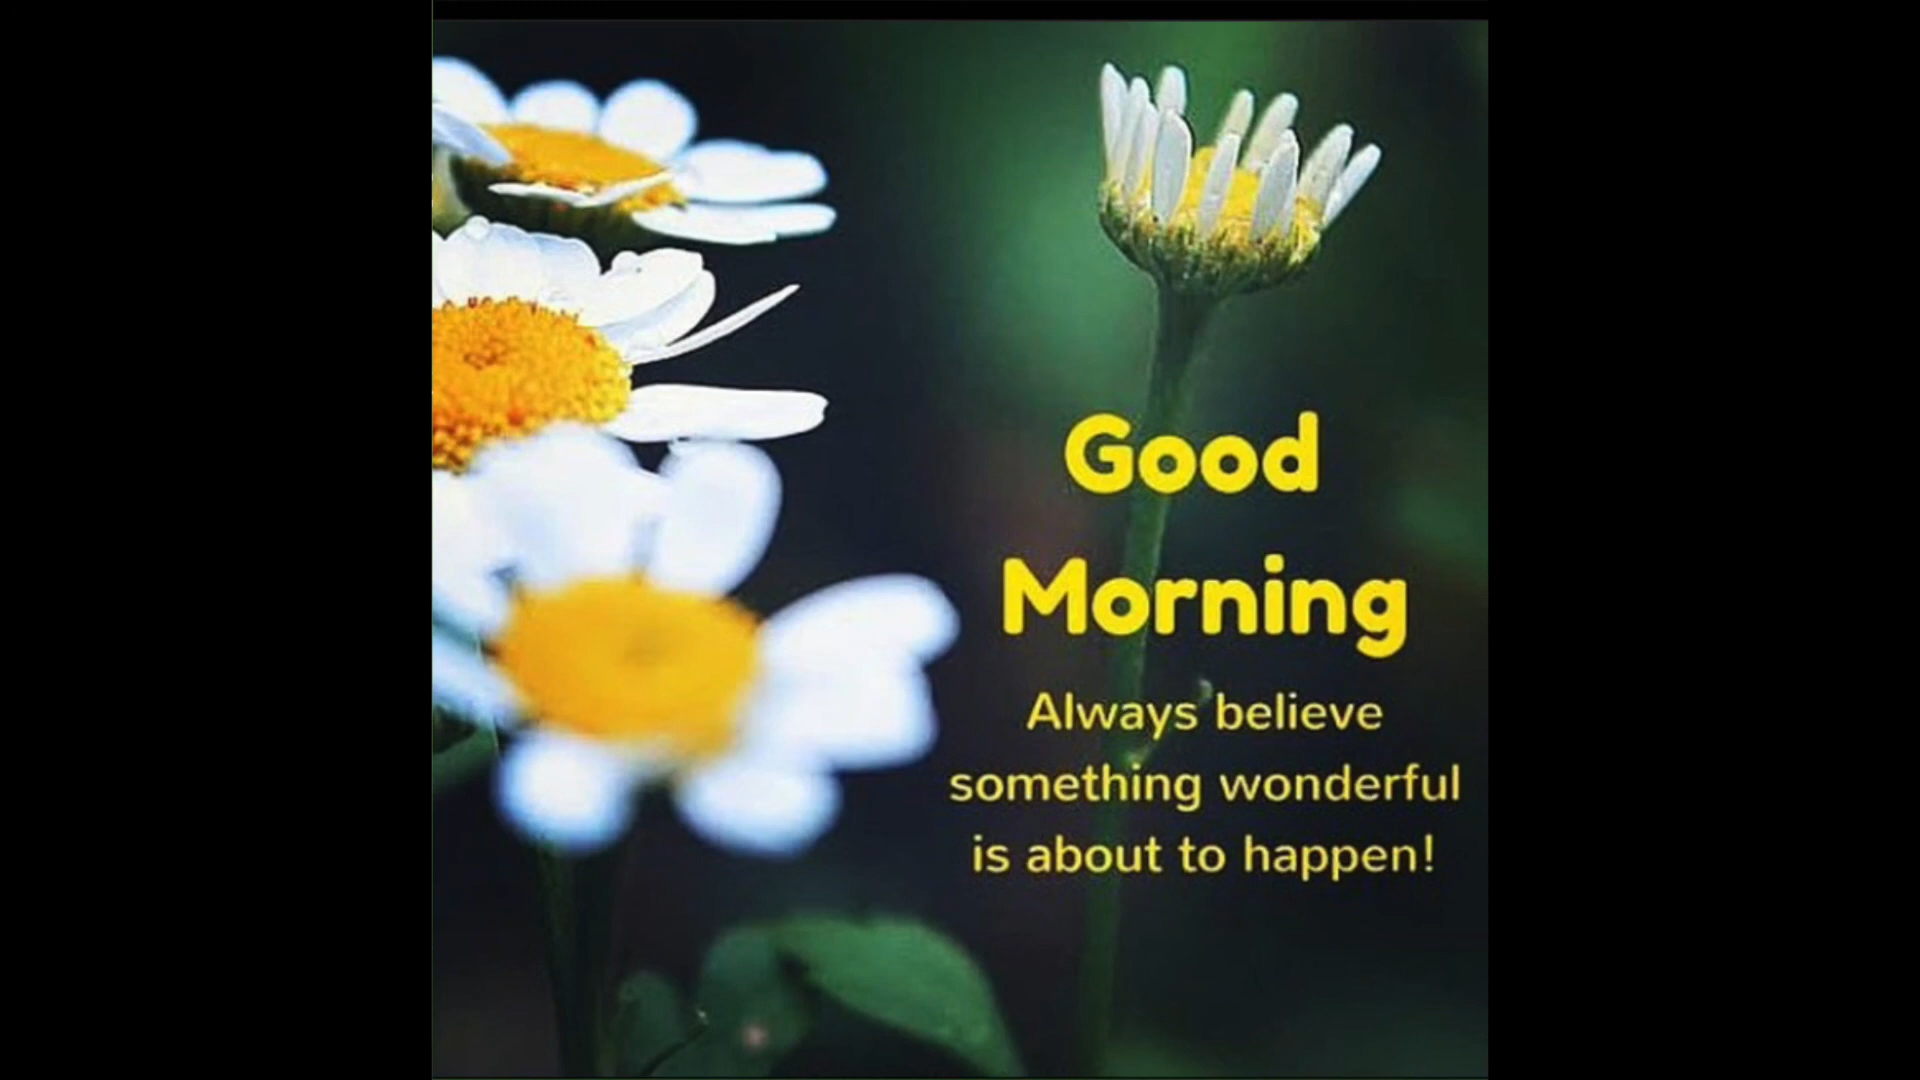 Good
Morning
Always believe
something wonderful
is about to happen!